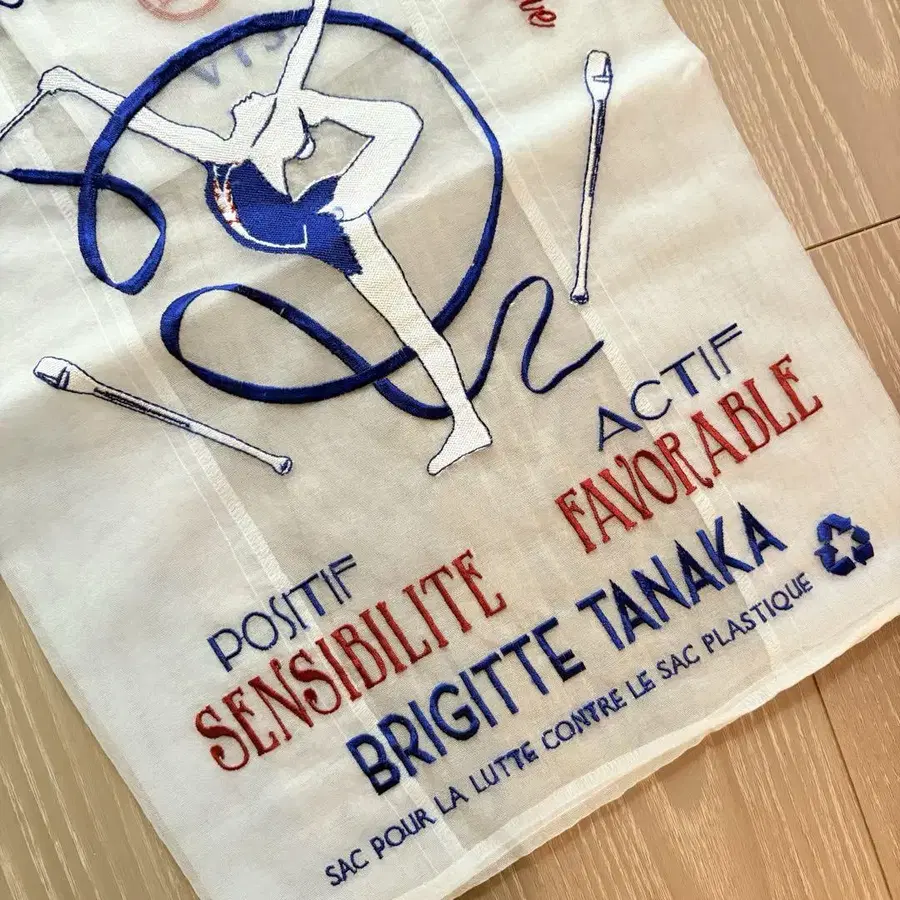 ACTIF
FAVORABLE
POSITIF
SENSIBILITE
BRIGITTE TANAKA
SAC POUR LA LUTTE CONTRE LE SAC PLASTIQUE